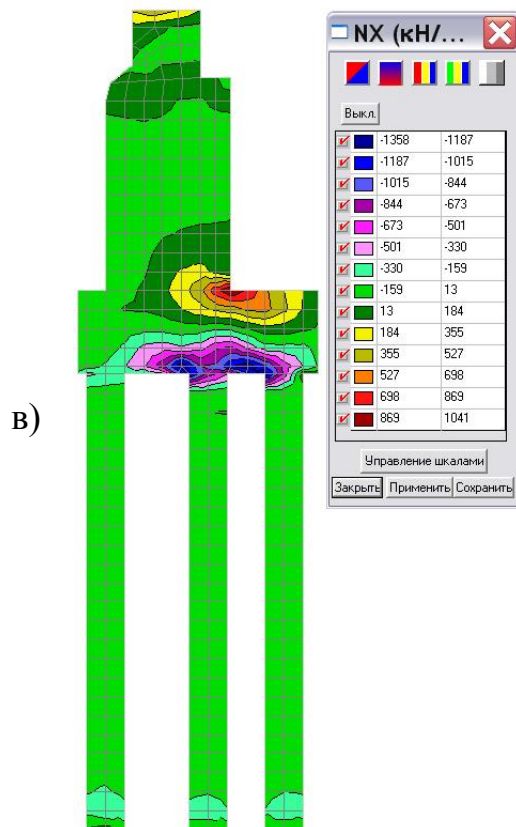 NX (кН/...
Выкл.
-1358 -1187
-1187 -1015
-1015 -844
-844 -673
-673 -501
-501 -330
-330 -159
-159 13
13 184
184 355
355 527
527 698
698 869
869 1041
в)
Управление шкалами
Закрыть Применить Сохранить